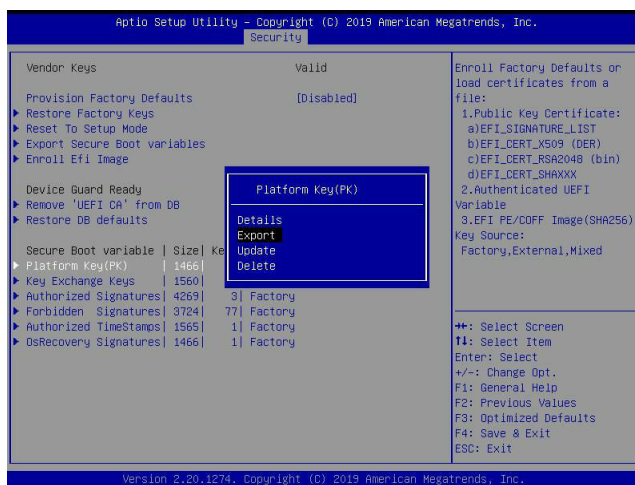 Aptio Setup Utility – Copyright (C) 2019 American Megatrends, Inc.
Security
Vendor Keys Valid
Provision Factory Defaults [Disabled]
Restore Factory Keys
Reset To Setup Mode
Export Secure Boot variables
Enroll Efi Image
Device Guard Ready
Remove 'UEFI CA' from DB
Restore DB defaults
Secure Boot variable | Size| Ke
Platform Key(PK) | 1466|
Key Exchange Keys | 1560|
Authorized Signatures| 4269| 3| Factory
Forbidden Signatures| 3724| 77| Factory
Authorized TimeStamps| 1565| 1| Factory
OsRecovery Signatures| 1466| 1| Factory
Platform Key(PK)
Details
Export
Update
Delete
Enroll Factory Defaults or
load certificates from a
file:
1.Public Key Certificate:
a)EFI_SIGNATURE_LIST
b)EFI_CERT_X509 (DER)
c)EFI_CERT_RSA2048 (bin)
d)EFI_CERT_SHAXXX
2.Authenticated UEFI
Variable
3.EFI PE/COFF Image(SHA256)
Key Source:
Factory,External,Mixed
→←: Select Screen
↑↓: Select Item
Enter: Select
+/-: Change Opt.
F1: General Help
F2: Previous Values
F3: Optimized Defaults
F4: Save & Exit
ESC: Exit
Version 2.20.1274. Copyright (C) 2019 American Megatrends, Inc.